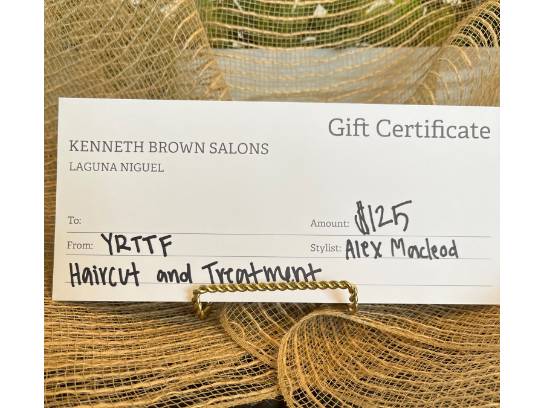 Gift Certificate
KENNETH BROWN SALONS
LAGUNA NIGUEL
To:
Amount: $125
From: YRTTF
Stylist: Alex Macleod
Haircut and Treatment